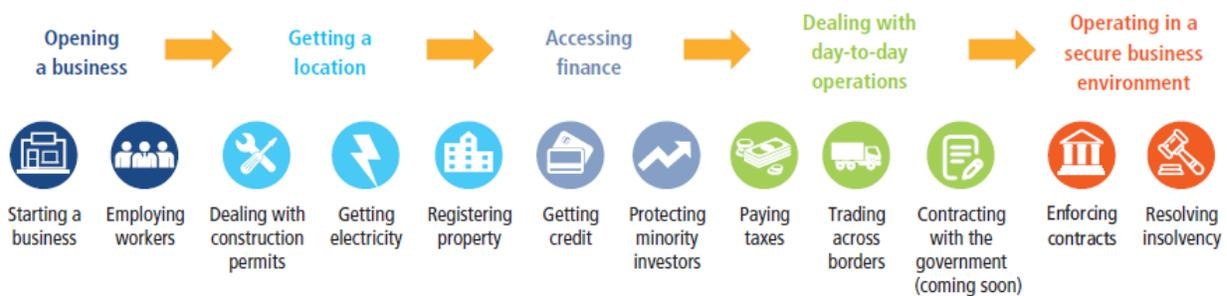 Opening
a business
Getting a
location
Accessing
finance
Dealing with
day-to-day
operations
Operating in a
secure business
environment
Starting a
business
Employing
workers
Dealing with
construction
permits
Getting
electricity
Registering
property
Getting
credit
Protecting
minority
investors
Paying
taxes
Trading
across
borders
Contracting
with the
government
(coming soon)
Enforcing
contracts
Resolving
insolvency